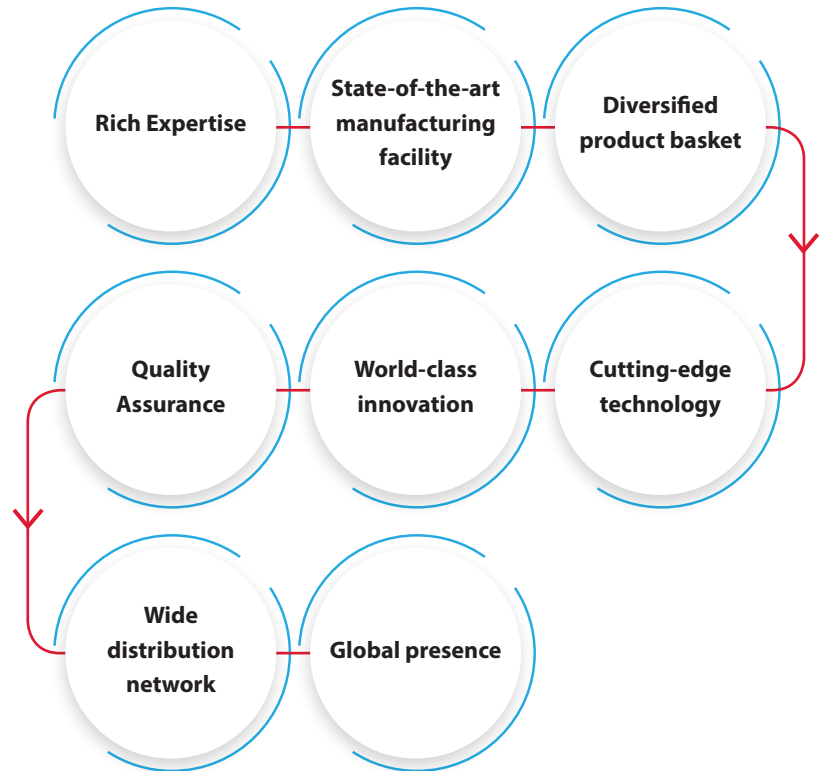 Rich Expertise
State-of-the-art
manufacturing
facility
Diversified
product basket
Quality
Assurance
World-class
innovation
Cutting-edge
technology
Wide
distribution
network
Global presence